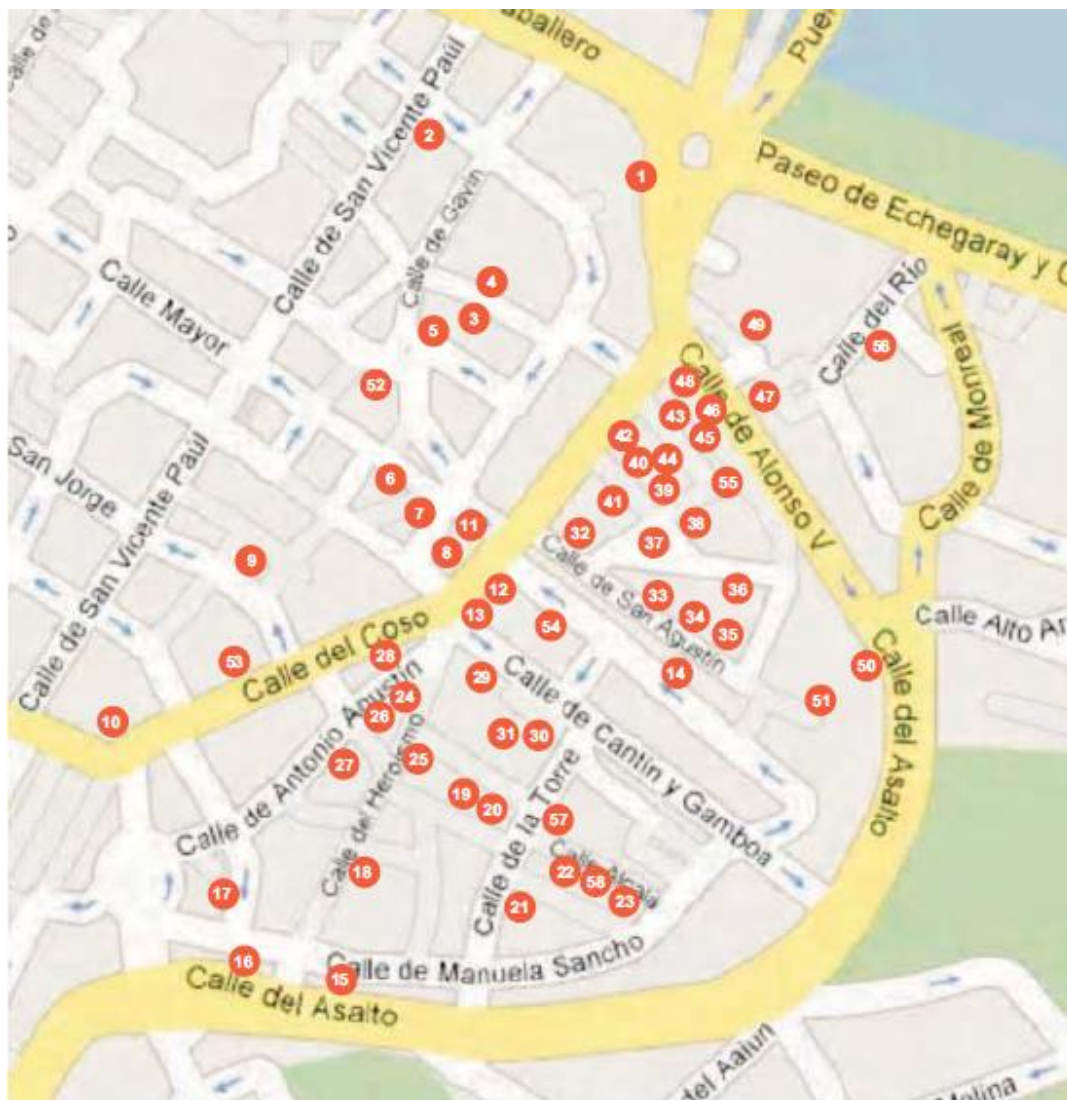 Calle de
aballero
Calle de San Vicente Paúl
2
1
Paseo de Echegaray y C
Calle de Gavín
Calle del Río
4
3
5
49
56
Calle Mayor
Calle de Monreal
52
48
47
46
43
45
42
44
40
Calle de Alonso V
39
55
41
6
7
11
38
32
37
8
San Jorge
9
Calle de San Vicente Paúl
12
13
33
36
34
35
Calle de San Agustín
54
14
Calle Alto
28
53
Calle del Coso
29
50
51
24
26
10
31
30
Calle de Cantín y Gamboa
Calle del Asalto
25
27
Calle de Antonio Agustín
Calle del Heroísmo
19
20
57
Calle de la Torre
22
58
23
18
17
21
16
15
Calle de Manuela Sancho
Calle del Asalto
del Aaiun
Molina